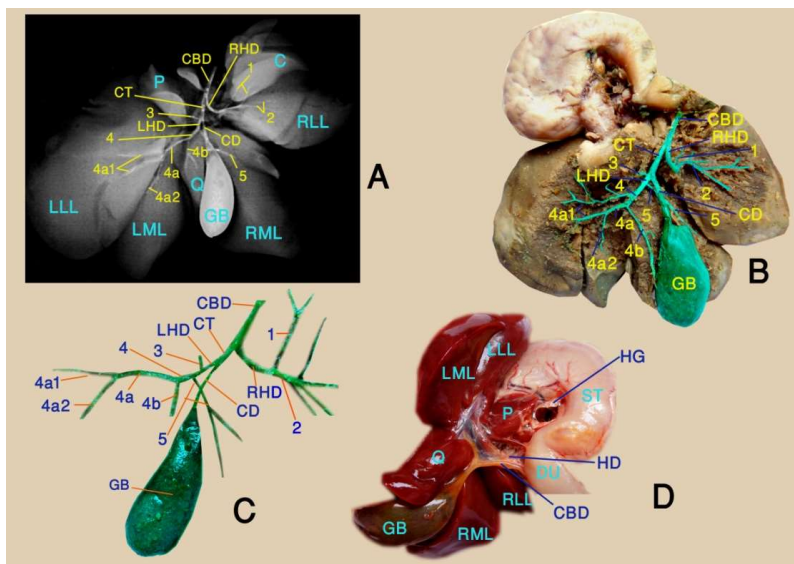 CBD
RHD
C
P
1
CT
3
2
RLL
LHD
4
CD
4a1
4a
4b
5
A
4a2
Q
LLL
GB
LML
RML
CBD
RHD
CT
1
3
LHD
2
4
4a1
5
5
CD
4a
4a2
4b
GB
B
CBD
CT
LHD
1
3
4
4a1
4a
RHD
4a2
4b
CD
2
5
GB
C
LLL
HG
LML
ST
P
Q
HD
DU
D
RLL
CBD
GB
RML